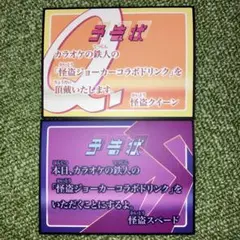 予告状
カラオケの鉄人の
「怪盗ジョーカーコラボドリンク」を
頂戴いたします
怪盗クイーン
予告状
本日、カラオケの鉄人の
「怪盗ジョーカーコラボドリンク」を
いただくことにするよ。
怪盗スペード